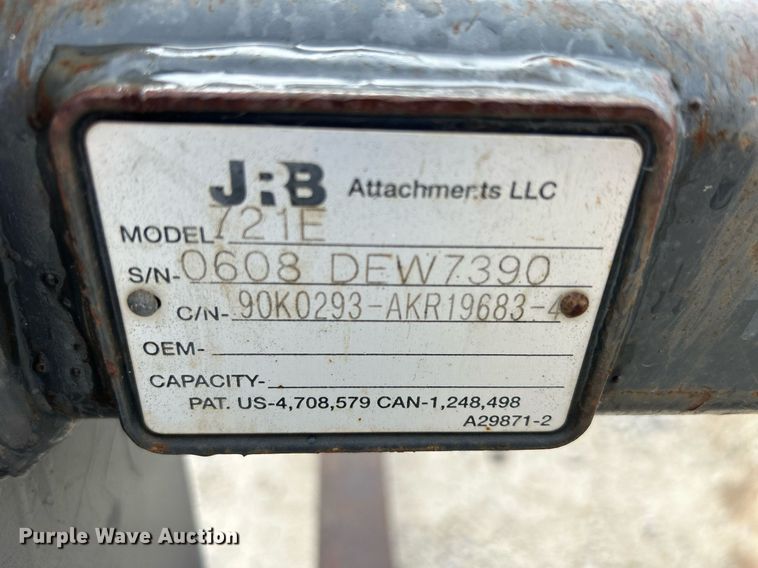 JRB Attachments LLC
MODEL-721E
S/N-0608 DEW7390
C/N-90K0293-AKR19683-4
OEM-
CAPACITY-
PAT. US-4,708,579 CAN-1,248,498
A29871-2
Purple Wave Auction